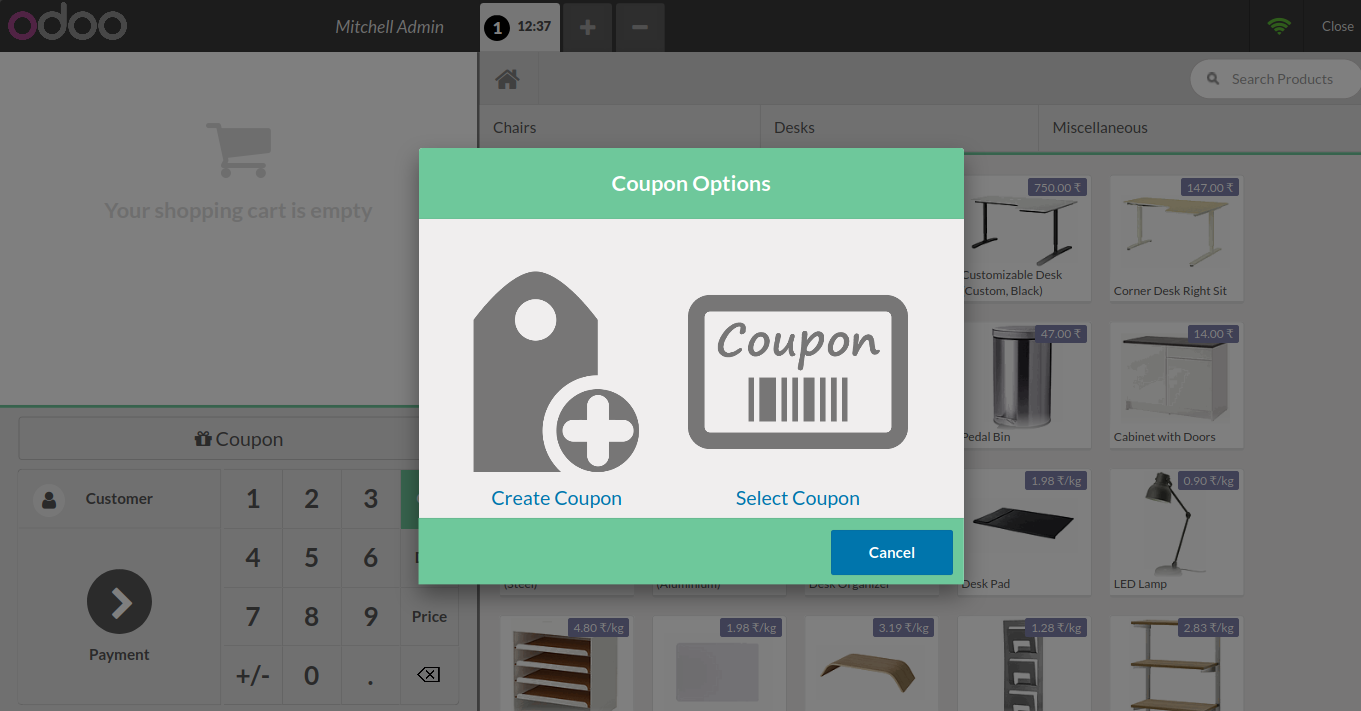 odoo
Mitchell Admin
1 12:37
Close
Search Products
Your shopping cart is empty
Chairs
Desks
Miscellaneous
Coupon Options
Coupon
Create Coupon
Select Coupon
Cancel
750.00 ₹
Customizable Desk
(Custom, Black)
147.00 ₹
Corner Desk Right Sit
47.00 ₹
Pedal Bin
14.00 ₹
Cabinet with Doors
(Steel)
(Aluminium)
Desk Organizer
1.98 ₹/kg
Desk Pad
0.90 ₹/kg
LED Lamp
4.80 ₹/kg
1.98 ₹/kg
3.19 ₹/kg
1.28 ₹/kg
2.83 ₹/kg
Coupon
Customer
Payment
1 2 3
4 5 6
7 8 9 Price
+/- 0 .